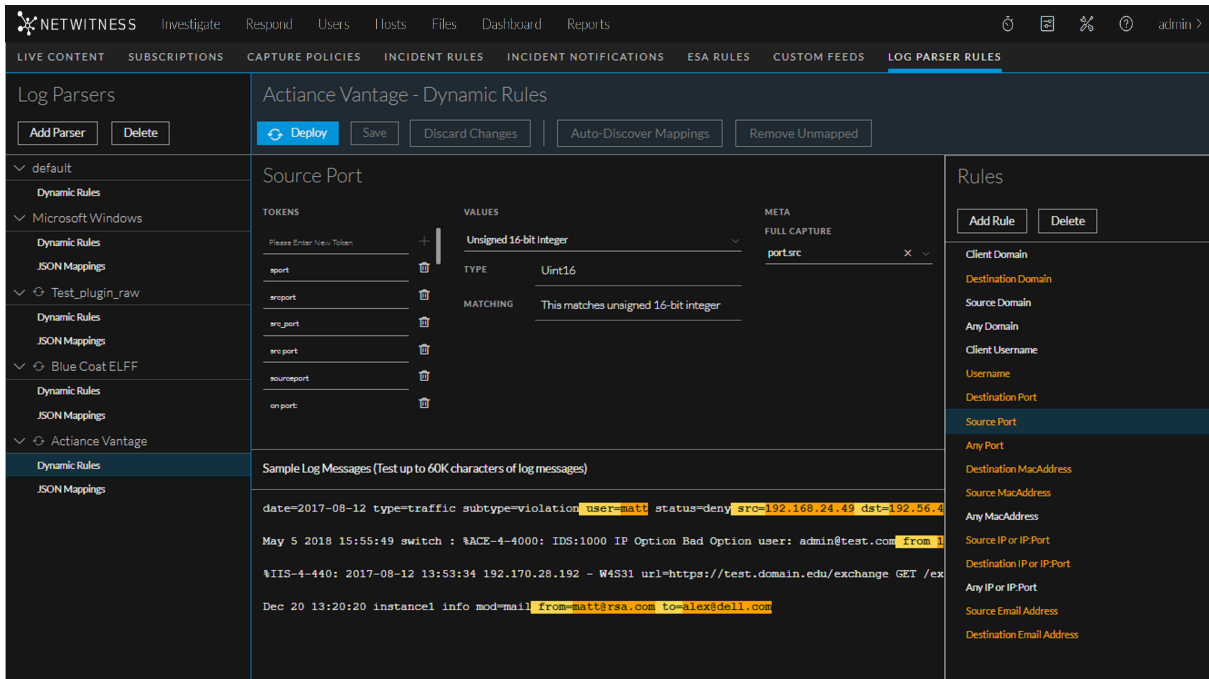 NETWITNESS Investigate Respond Users Hosts Files Dashboard Reports admin
LIVE CONTENT SUBSCRIPTIONS CAPTURE POLICIES INCIDENT RULES INCIDENT NOTIFICATIONS ESA RULES CUSTOM FEEDS LOG PARSER RULES
Log Parsers
Add Parser Delete
default
Dynamic Rules
Microsoft Windows
Dynamic Rules
JSON Mappings
Test_plugin_raw
Dynamic Rules
JSON Mappings
Blue Coat ELFF
Dynamic Rules
JSON Mappings
Actiance Vantage
Dynamic Rules
JSON Mappings
Actiance Vantage - Dynamic Rules
Deploy Save Discard Changes Auto-Discover Mappings Remove Unmapped
Source Port
TOKENS
Please Enter New Token
sport
srcport
src_port
src port
sourceport
on port:
VALUES
Unsigned 16-bit Integer
TYPE Uint16
MATCHING This matches unsigned 16-bit integer
META
FULL CAPTURE
port.src
Sample Log Messages (Test up to 60K characters of log messages)
date=2017-08-12 type=traffic subtype=violation user=matt status=deny src=192.168.24.49 dst=192.56.4
May 5 2018 15:55:49 switch : %ACE-4-4000: IDS:1000 IP Option Bad Option user: admin@test.com from 1
%IIS-4-440: 2017-08-12 13:53:34 192.170.28.192 - W4S31 url=https://test.domain.edu/exchange GET /ex
Dec 20 13:20:20 instance1 info mod=mail from=matt@rsa.com to=alex@dell.com
Rules
Add Rule Delete
Client Domain
Destination Domain
Source Domain
Any Domain
Client Username
Username
Destination Port
Source Port
Any Port
Destination MacAddress
Source MacAddress
Any MacAddress
Source IP or IP:Port
Destination IP or IP:Port
Any IP or IP:Port
Source Email Address
Destination Email Address